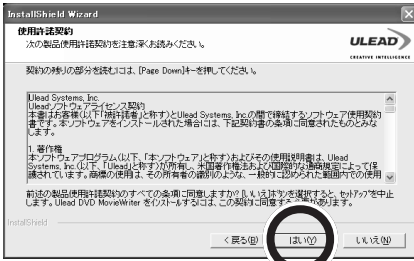 InstallShield Wizard
使用許諾契約
次の製品使用許諾契約を注意深くお読みください。
ULEAD
CREATIVE INTELLIGENCE
契約の残りの部分を読むには、[Page Down]キーを押してください。
Ulead Systems, Inc.
Uleadソフトウェアライセンス契約
本書はお客様(以下「被許諾者」と称す)とUlead Systems, Inc.の間で締結するソフトウェア使用契約
書です。本ソフトウェアをインストールされた場合には、下記契約書の条項に同意されたものとみな
します。
1. 著作権
本ソフトウェアプログラム(以下、「本ソフトウェア」と称す)およびその使用説明書は、Ulead
Systems, Inc.(以下、「Ulead」と称す)が所有し、米国著作権法および国際的な通商規定によって保
護されています。商標の使用は、その所有者の識別のような、一般的に認められた範囲内での使用
前述の製品使用許諾契約のすべての条項に同意しますか? [いいえ]ボタンを選択すると、セットアップを中止
します。Ulead DVD MovieWriter をインストールするには、この契約に同意する必要があります。
InstallShield
< 戻る(B)
はい(Y)
いいえ(N)